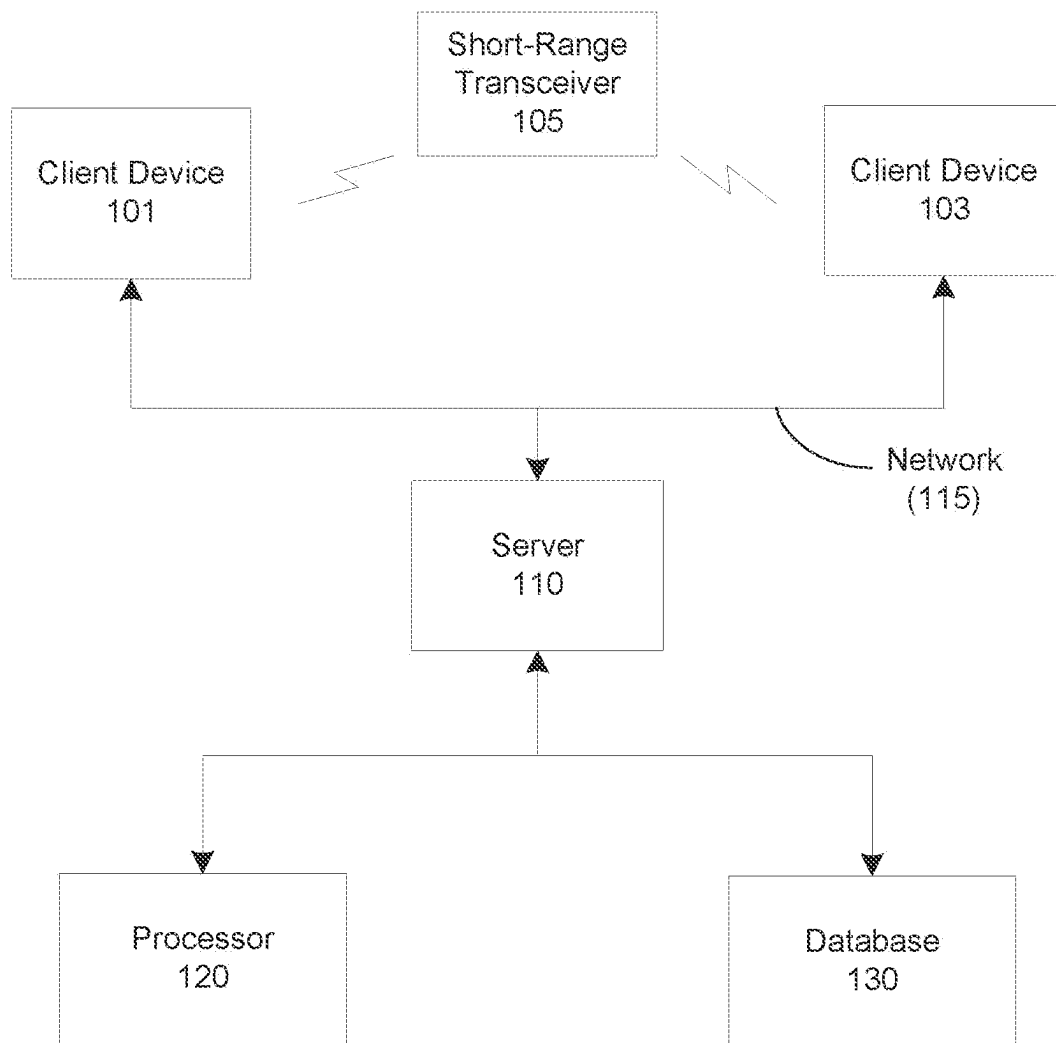 Short-Range
Transceiver
105
Client Device
101
Client Device
103
Network
(115)
Server
110
Processor
120
Database
130